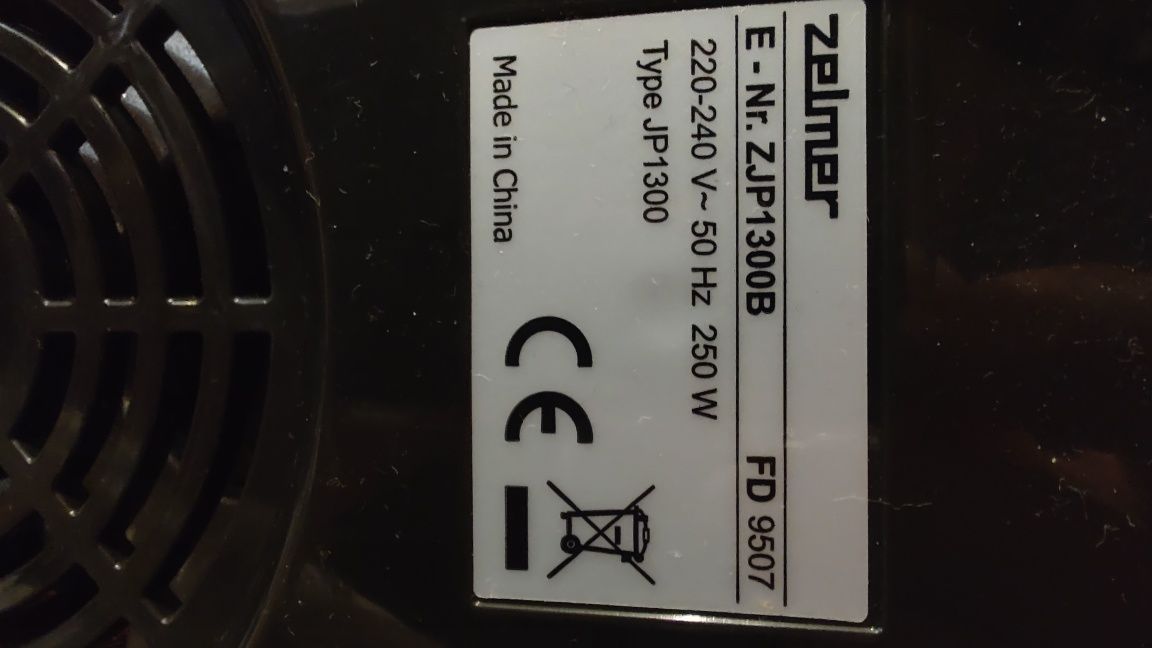 zelmer
E - Nr. ZJP1300B FD 9507
220-240 V~ 50 Hz 250 W
Type JP1300
Made in China
CE